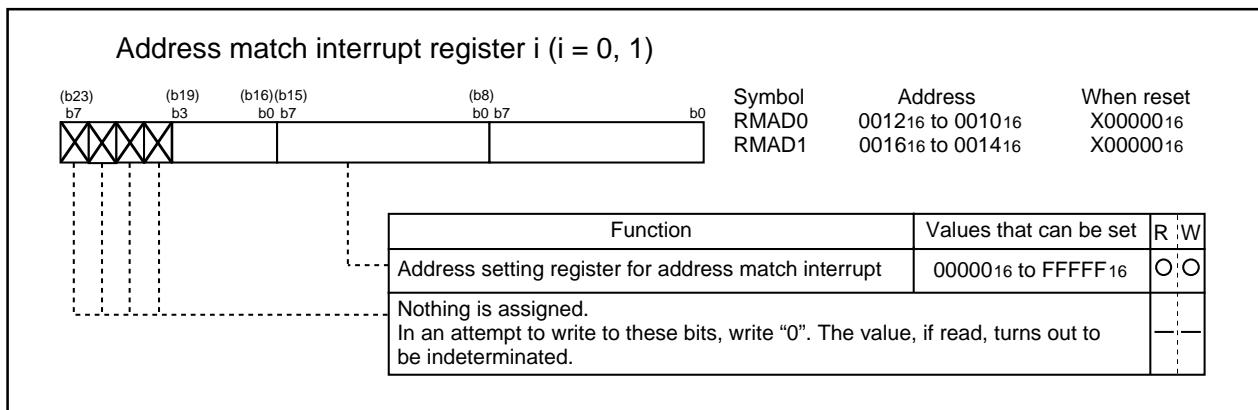 Address match interrupt register i (i = 0, 1)
(b23) (b19) (b16)(b15) (b8)
b7 b3 b0 b7 b0 b7 b0
Symbol Address When reset
RMAD0 001216 to 001016 X0000016
RMAD1 001616 to 001416 X0000016
Function Values that can be set R W
Address setting register for address match interrupt 0000016 to FFFFF16 O O
Nothing is assigned.
In an attempt to write to these bits, write “0”. The value, if read, turns out to — —
be indeterminated.